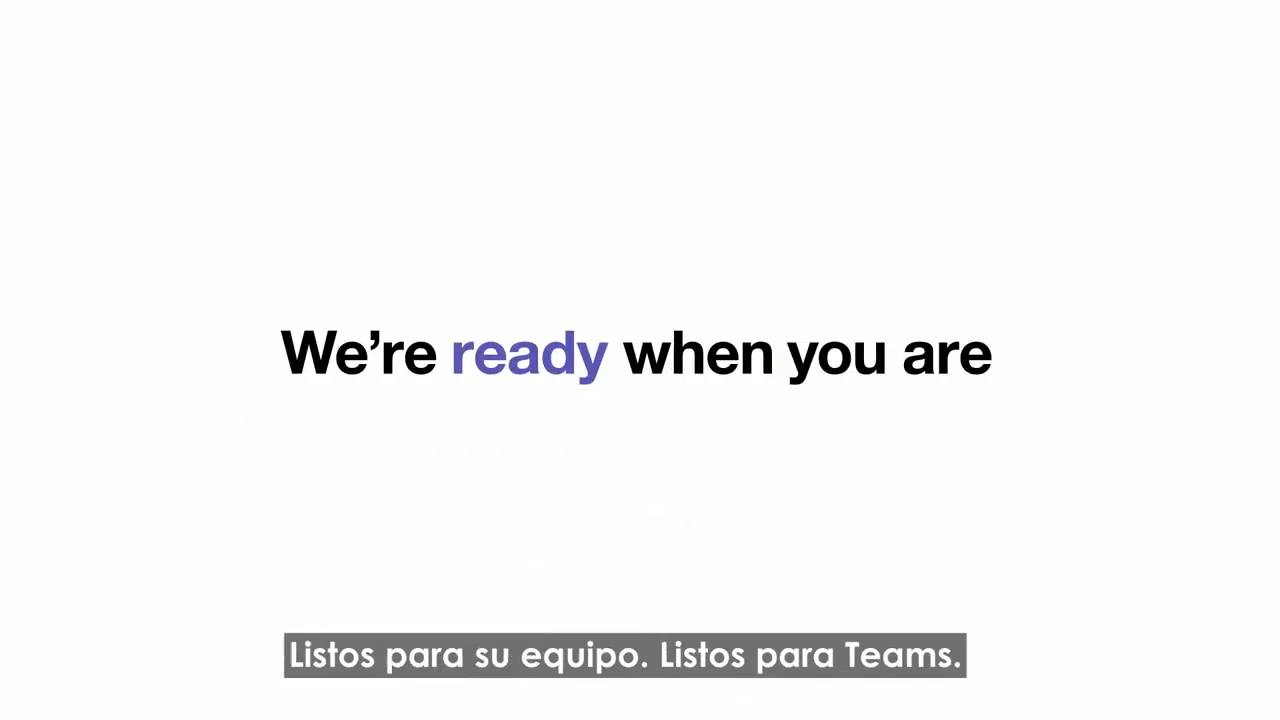 We’re ready when you are
Listos para su equipo. Listos para Teams.